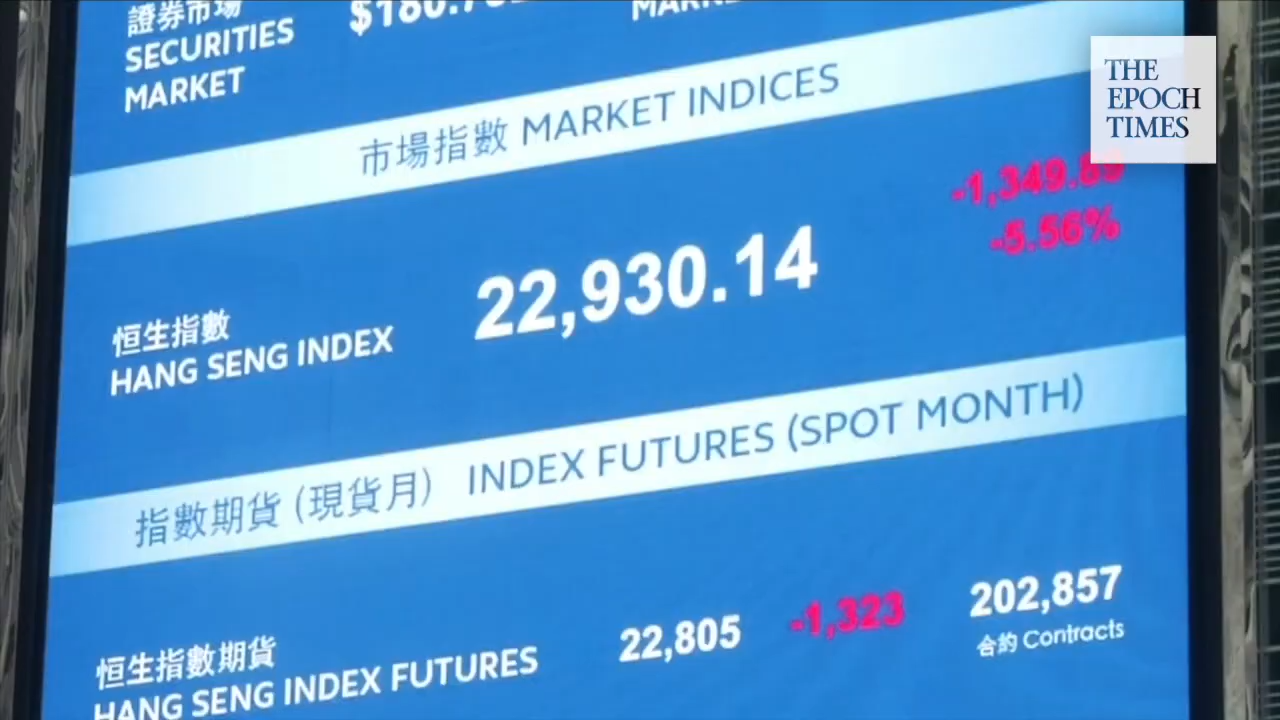 證券市場
SECURITIES
MARKET
THE
EPOCH
TIMES
市場指數 MARKET INDICES
-5.56%
恒生指數
HANG SENG INDEX
22,930.14
指數期貨 (現貨月) INDEX FUTURES (SPOT MONTH)
恒生指數期貨
HANG SENG INDEX FUTURES
22,805
-1,323
202,857
合約 Contracts